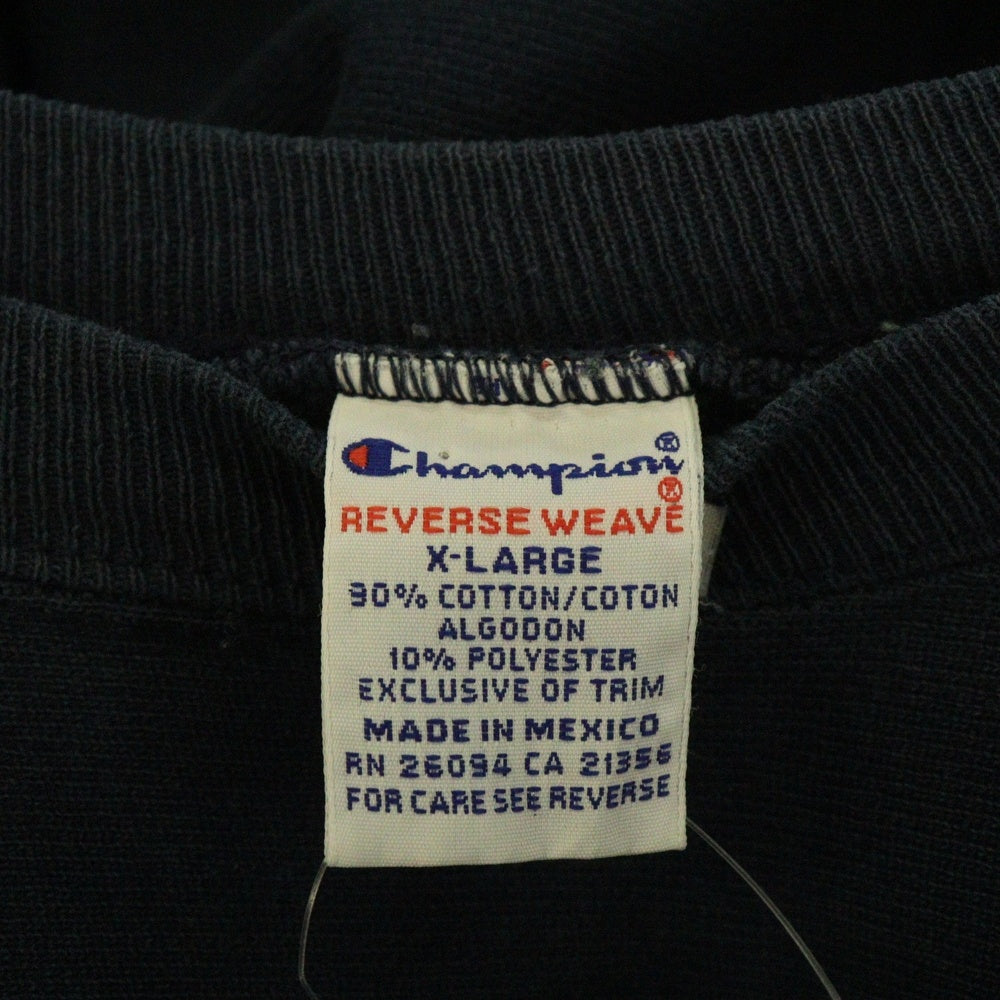 Champion®
REVERSE WEAVE®
X-LARGE
90% COTTON/COTON
ALGODON
10% POLYESTER
EXCLUSIVE OF TRIM
MADE IN MEXICO
RN 26094 CA 21356
FOR CARE SEE REVERSE